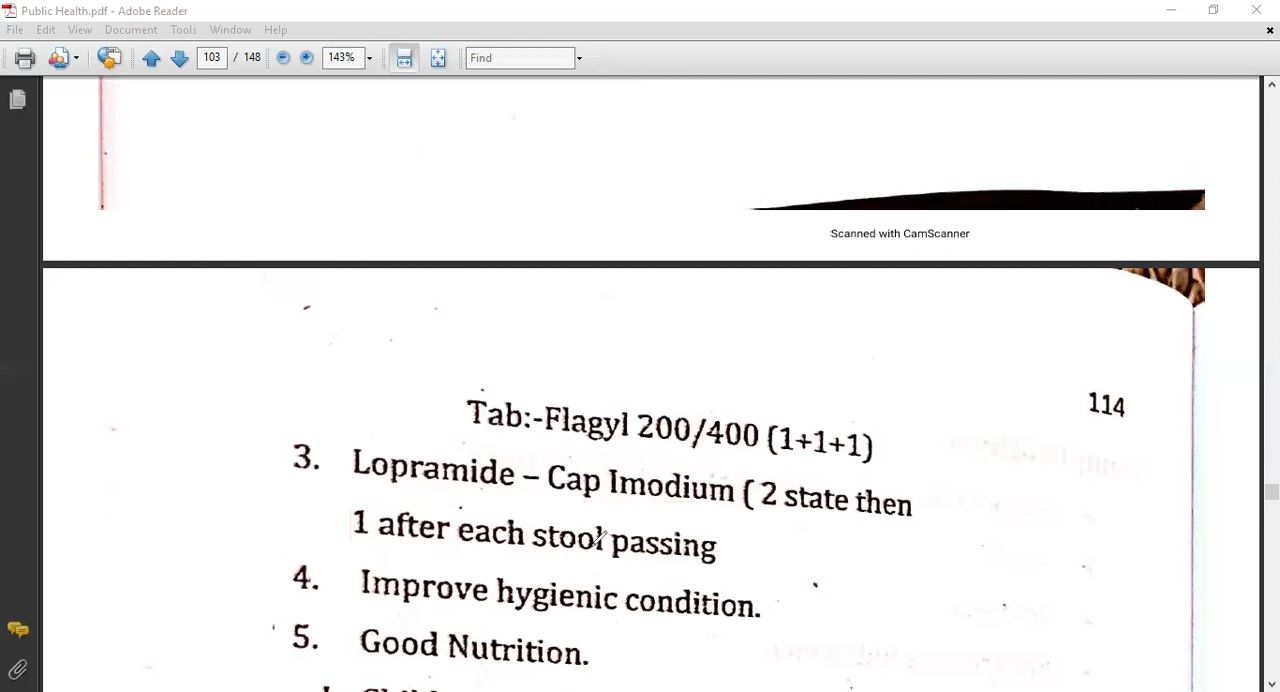 Public Health.pdf - Adobe Reader
File Edit View Document Tools Window Help
103 / 148 143% Find
Scanned with CamScanner
114
Tab:-Flagyl 200/400 (1+1+1)
3. Lopramide – Cap Imodium ( 2 state then
1 after each stool passing
4. Improve hygienic condition.
5. Good Nutrition.